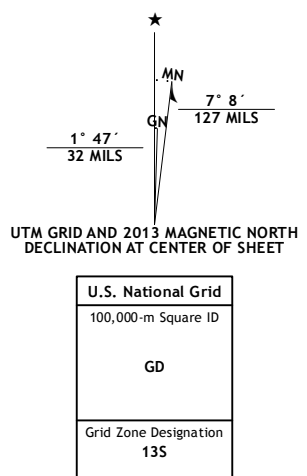 ★
MN
7° 8´
127 MILS
GN
1° 47´
32 MILS
UTM GRID AND 2013 MAGNETIC NORTH
DECLINATION AT CENTER OF SHEET
U.S. National Grid
100,000-m Square ID
GD
Grid Zone Designation
13S